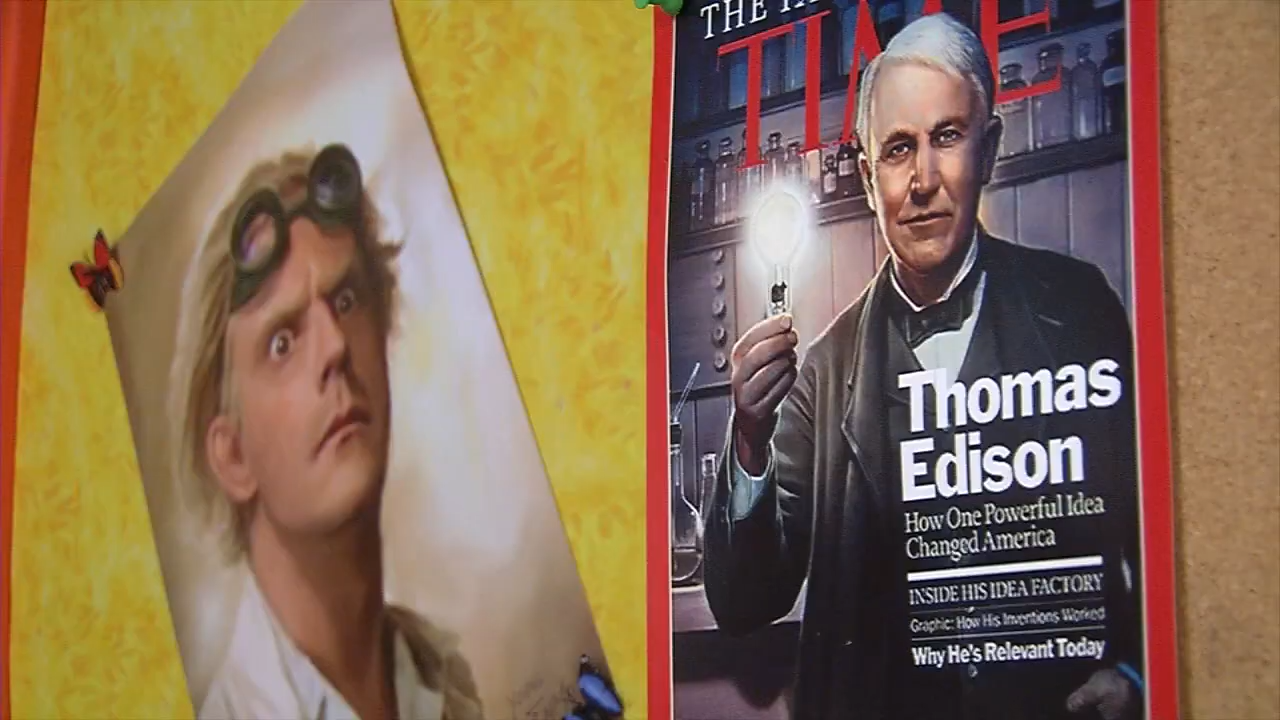 THE
TIME
Thomas
Edison
How One Powerful Idea
Changed America
INSIDE HIS IDEA FACTORY
Graphic: How His Inventions Worked
Why He's Relevant Today